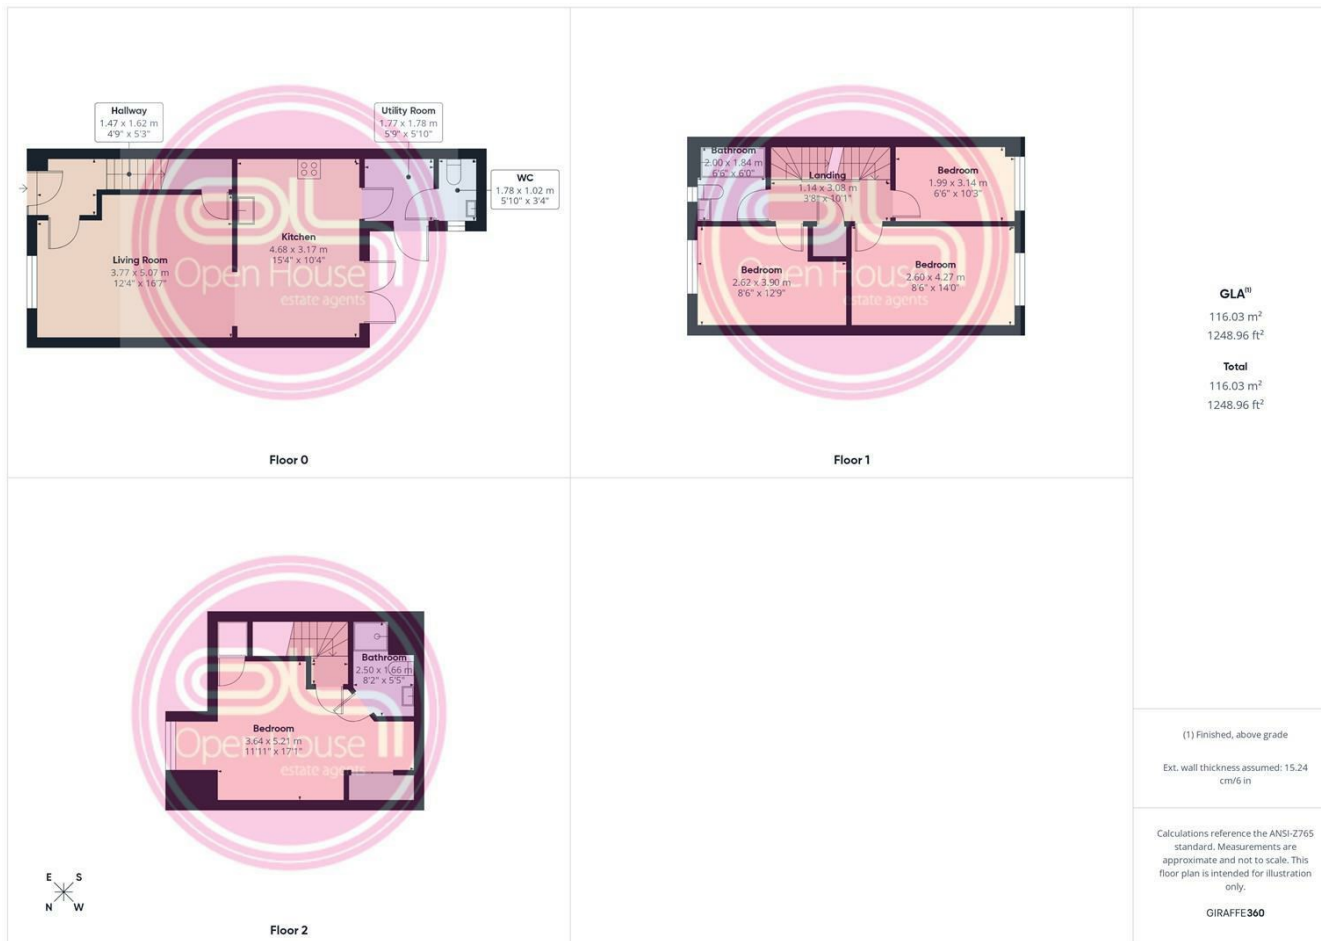 Hallway
1.47 x 1.62 m
4'9" x 5'3"
Utility Room
1.77 x 1.78 m
5'9" x 5'10"
WC
1.78 x 1.02 m
5'10" x 3'4"
Kitchen
4.68 x 3.17 m
15'4" x 10'4"
Living Room
3.77 x 5.07 m
12'4" x 16'7"
Open House
estate agents
Floor 0
Bathroom
2.00 x 1.84 m
6'6" x 6'0"
Landing
1.14 x 3.08 m
3'8" x 10'1"
Bedroom
1.99 x 3.14 m
6'6" x 10'3"
Bedroom
2.62 x 3.90 m
8'6" x 12'9"
Bedroom
2.60 x 4.27 m
8'6" x 14'0"
Open House
estate agents
Floor 1
Bathroom
2.50 x 1.66 m
8'2" x 5'5"
Bedroom
3.64 x 5.21 m
11'11" x 17'1"
Open House
estate agents
E S
N W
Floor 2
GLA⁽¹⁾
116.03 m²
1248.96 ft²
Total
116.03 m²
1248.96 ft²
(1) Finished, above grade
Ext. wall thickness assumed: 15.24
cm/6 in
Calculations reference the ANSI-Z765
standard. Measurements are
approximate and not to scale. This
floor plan is intended for illustration
only.
GIRAFFE360